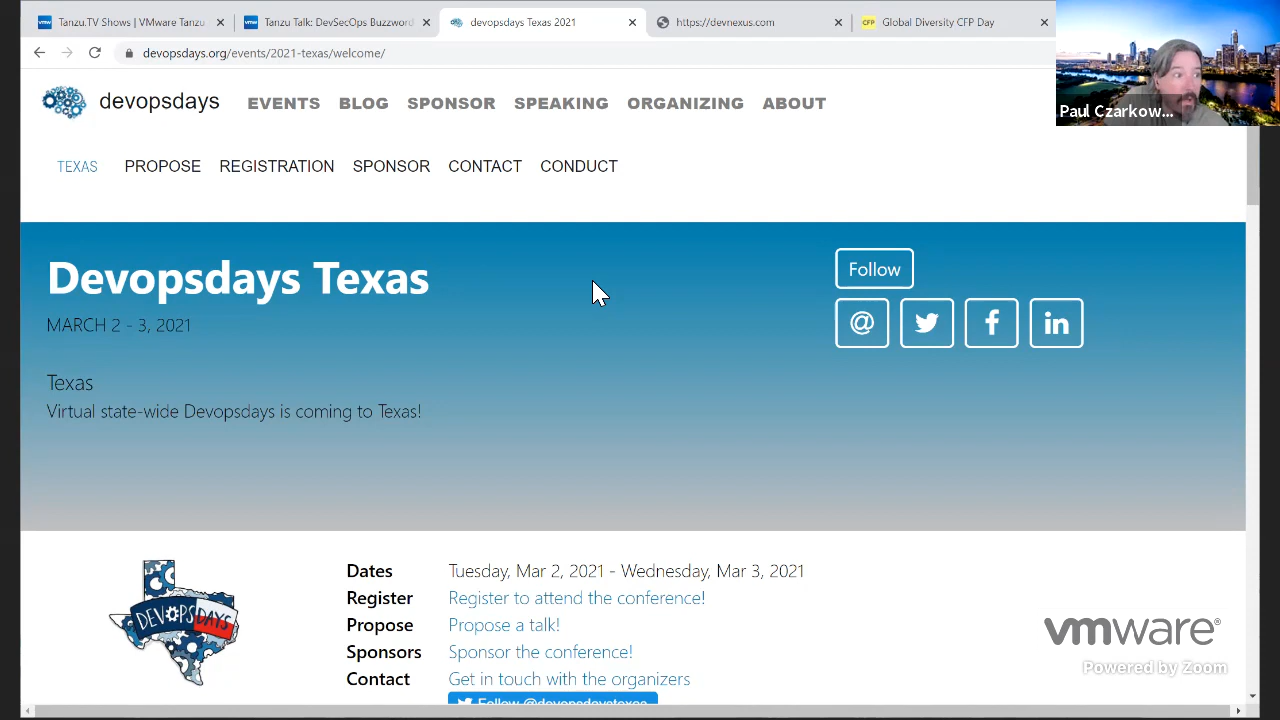 Tanzu.TV Shows | VMware Tanzu
Tanzu Talk: DevSecOps Buzzword
devopsdays Texas 2021
https://devnexus.com
Global Diversity CFP Day
devopsdays.org/events/2021-texas/welcome/
devopsdays
EVENTS BLOG SPONSOR SPEAKING ORGANIZING ABOUT
Paul Czarkow...
TEXAS PROPOSE REGISTRATION SPONSOR CONTACT CONDUCT
Devopsdays Texas
MARCH 2 - 3, 2021
Texas
Virtual state-wide Devopsdays is coming to Texas!
Follow
DEVOPSDAYS
Dates Tuesday, Mar 2, 2021 - Wednesday, Mar 3, 2021
Register Register to attend the conference!
Propose Propose a talk!
Sponsors Sponsor the conference!
Contact Get in touch with the organizers
Follow @devopsdaystexas
vmware®
Powered by Zoom